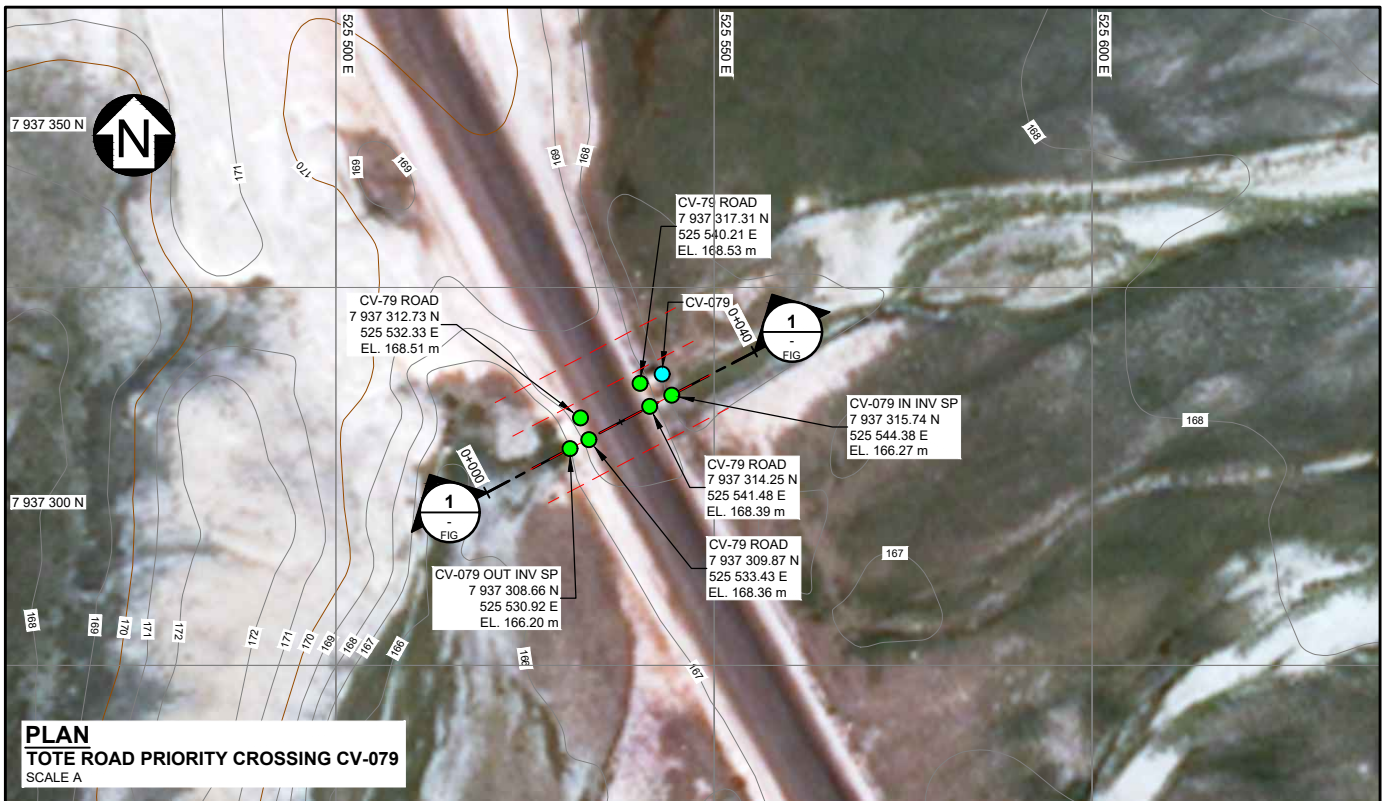 525 500 E
525 550 E
525 600 E
7 937 350 N
N
7 937 300 N
171
170
169
169
169
168
168
CV-79 ROAD
7 937 317.31 N
525 540.21 E
EL. 168.53 m
CV-79 ROAD
7 937 312.73 N
525 532.33 E
EL. 168.51 m
CV-079
0+040
1
-
FIG
0+000
1
-
FIG
CV-079 IN INV SP
7 937 315.74 N
525 544.38 E
EL. 166.27 m
CV-79 ROAD
7 937 314.25 N
525 541.48 E
EL. 168.39 m
CV-79 ROAD
7 937 309.87 N
525 533.43 E
EL. 168.36 m
CV-079 OUT INV SP
7 937 308.66 N
525 530.92 E
EL. 166.20 m
168
167
168
169
170
171
172
172
171
170
169
168
167
166
166
167
PLAN
TOTE ROAD PRIORITY CROSSING CV-079
SCALE A